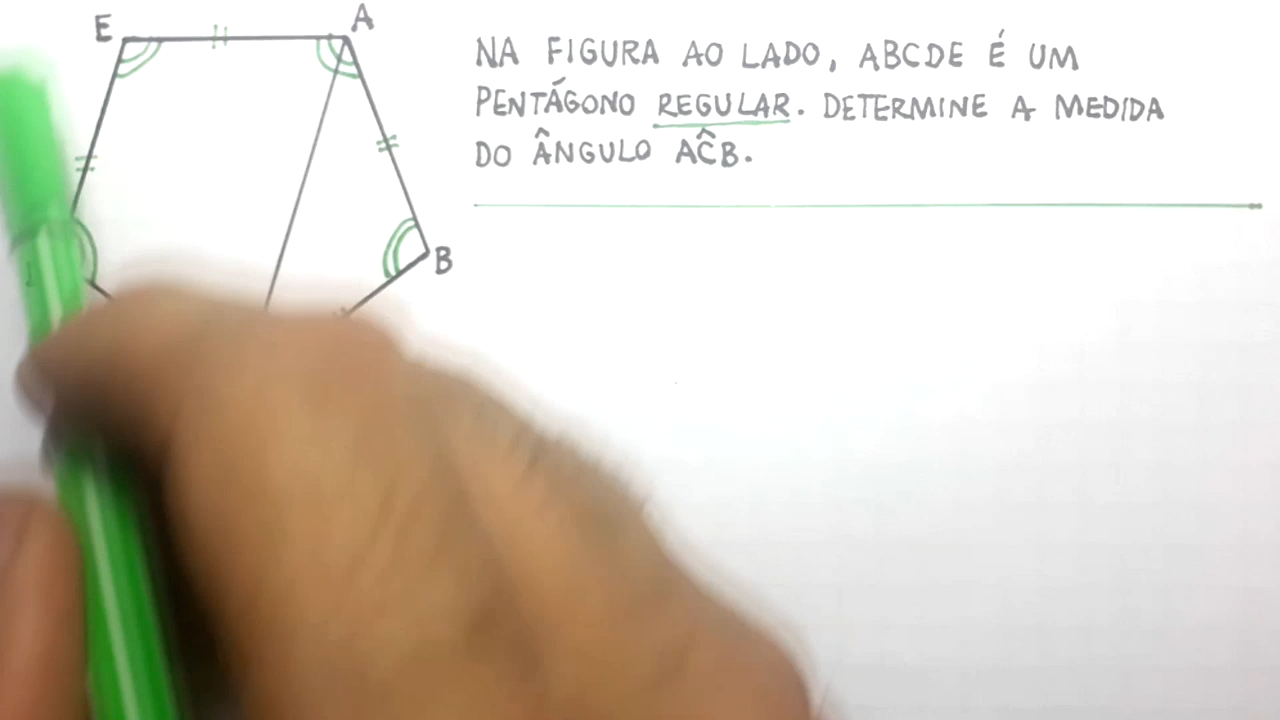 E
A
B
NA FIGURA AO LADO, ABCDE É UM
PENTÁGONO REGULAR. DETERMINE A MEDIDA
DO ÂNGULO AĈB.